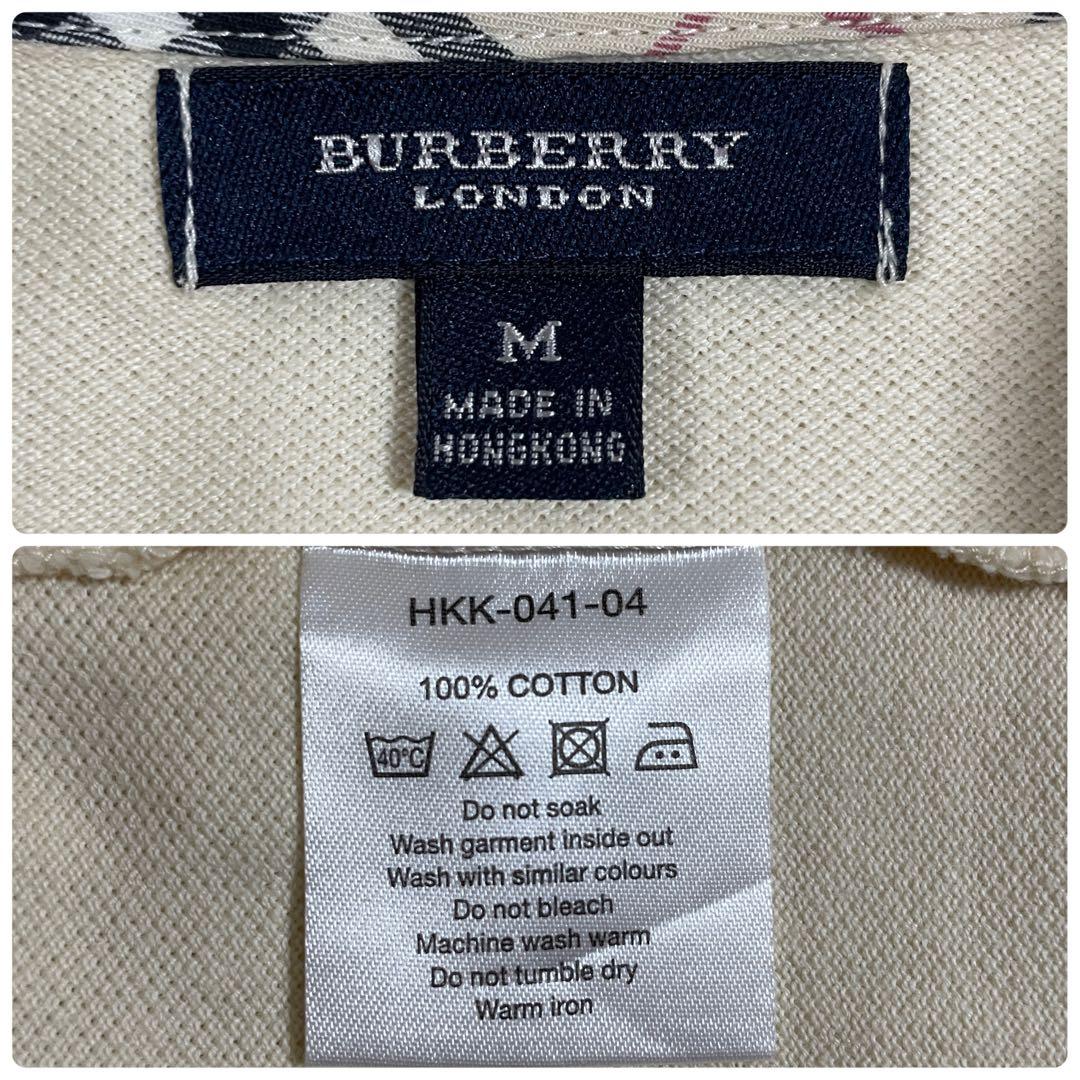 BURBERRY
LONDON
M
MADE IN
HONGKONG
HKK-041-04
100% COTTON
40°C
Do not soak
Wash garment inside out
Wash with similar colours
Do not bleach
Machine wash warm
Do not tumble dry
Warm iron